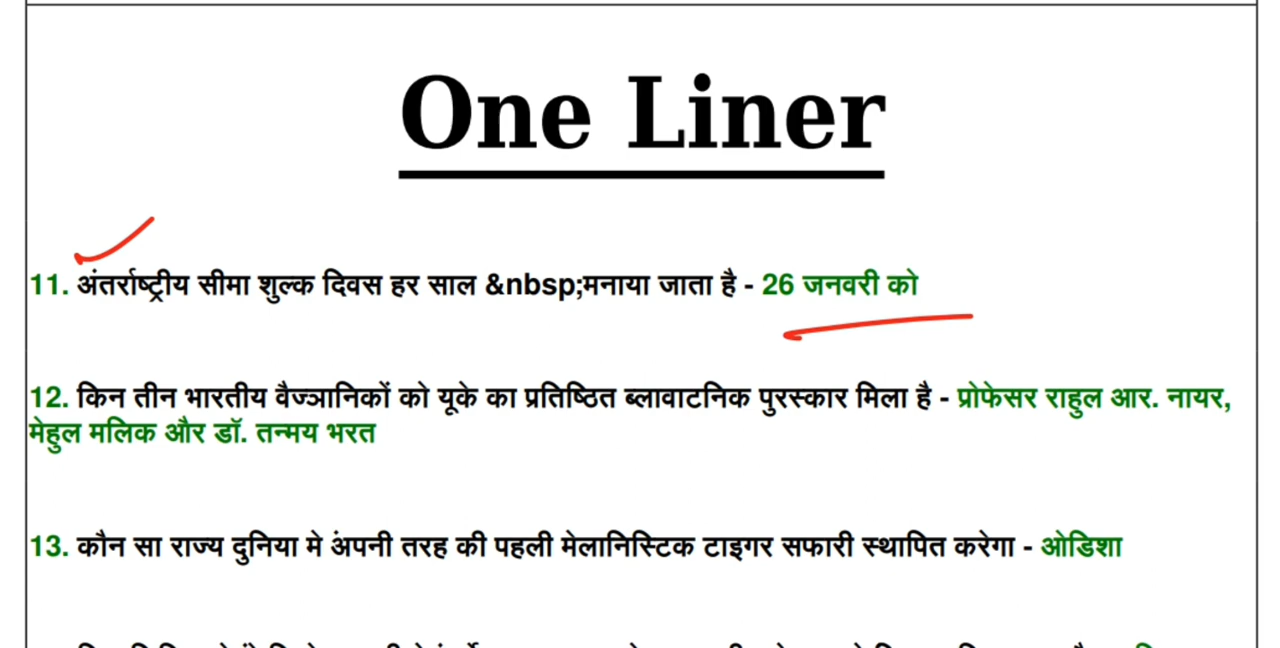 One Liner
11. अंतर्राष्ट्रीय सीमा शुल्क दिवस हर साल &nbsp;मनाया जाता है - 26 जनवरी को
12. किन तीन भारतीय वैज्ञानिकों को यूके का प्रतिष्ठित ब्लावाटनिक पुरस्कार मिला है - प्रोफेसर राहुल आर. नायर,
मेहुल मलिक और डॉ. तन्मय भरत
13. कौन सा राज्य दुनिया मे अंपनी तरह की पहली मेलानिस्टिक टाइगर सफारी स्थापित करेगा - ओडिशा